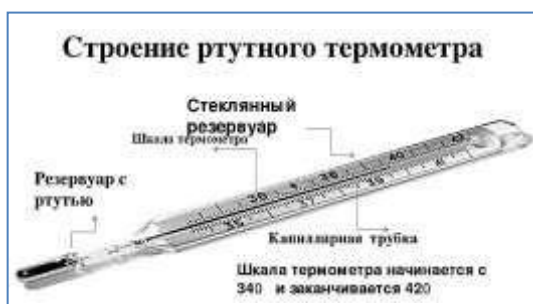 Строение ртутного термометра
Стеклянный
резервуар
Шкала термометра
Резервуар с
ртутью
Капиллярная трубка
Шкала термометра начинается с
340 и заканчивается 420